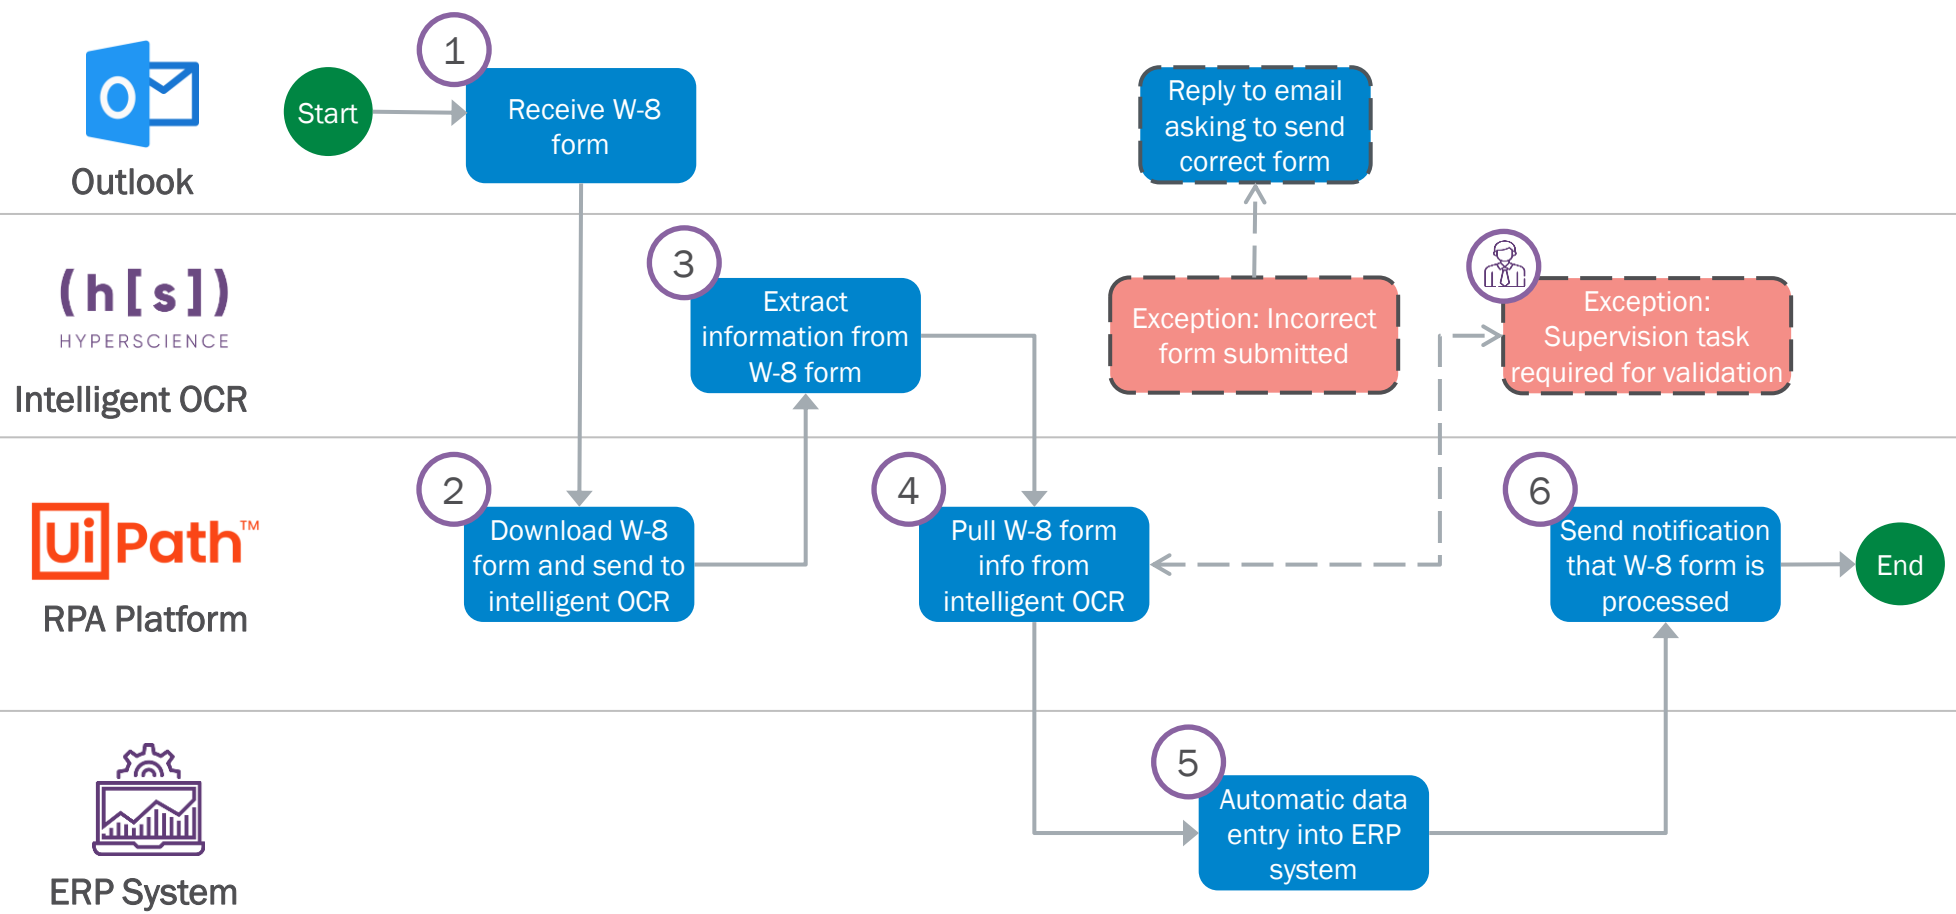 1
Start
Receive W-8
form
Reply to email
asking to send
correct form
O
Outlook
3
(h[s])
HYPERSCIENCE
Intelligent OCR
Extract
information from
W-8 form
Exception: Incorrect
form submitted
Exception:
Supervision task
required for validation
2
4
6
Ui Path™
RPA Platform
Download W-8
form and send to
intelligent OCR
Pull W-8 form
info from
intelligent OCR
Send notification
that W-8 form is
processed
End
5
Automatic data
entry into ERP
system
ERP System